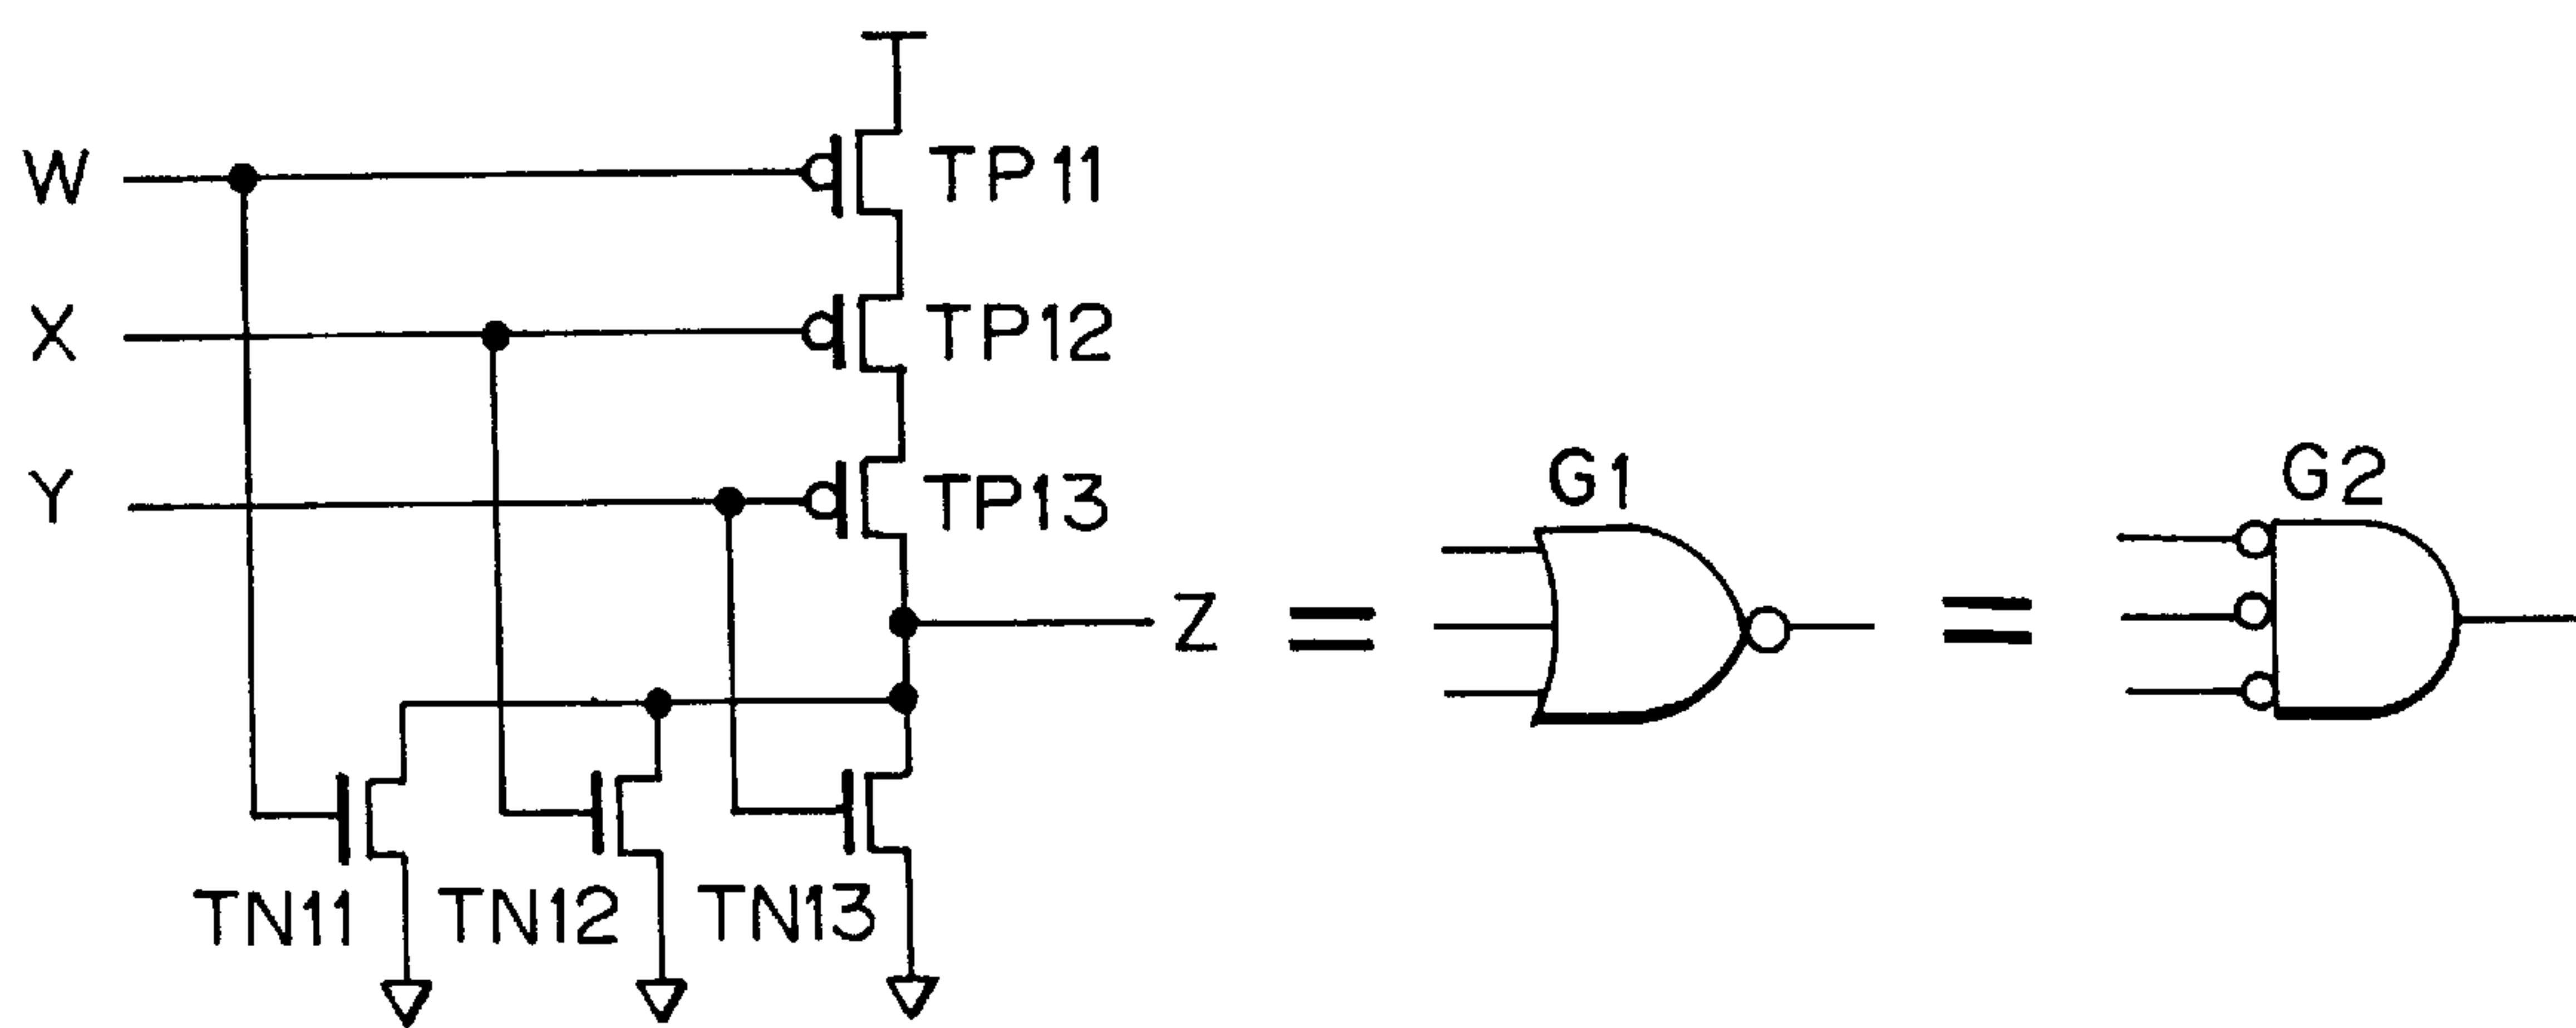 W
TP11
X
TP12
Y
TP13
Z
=
G1
=
G2
TN11
TN12
TN13